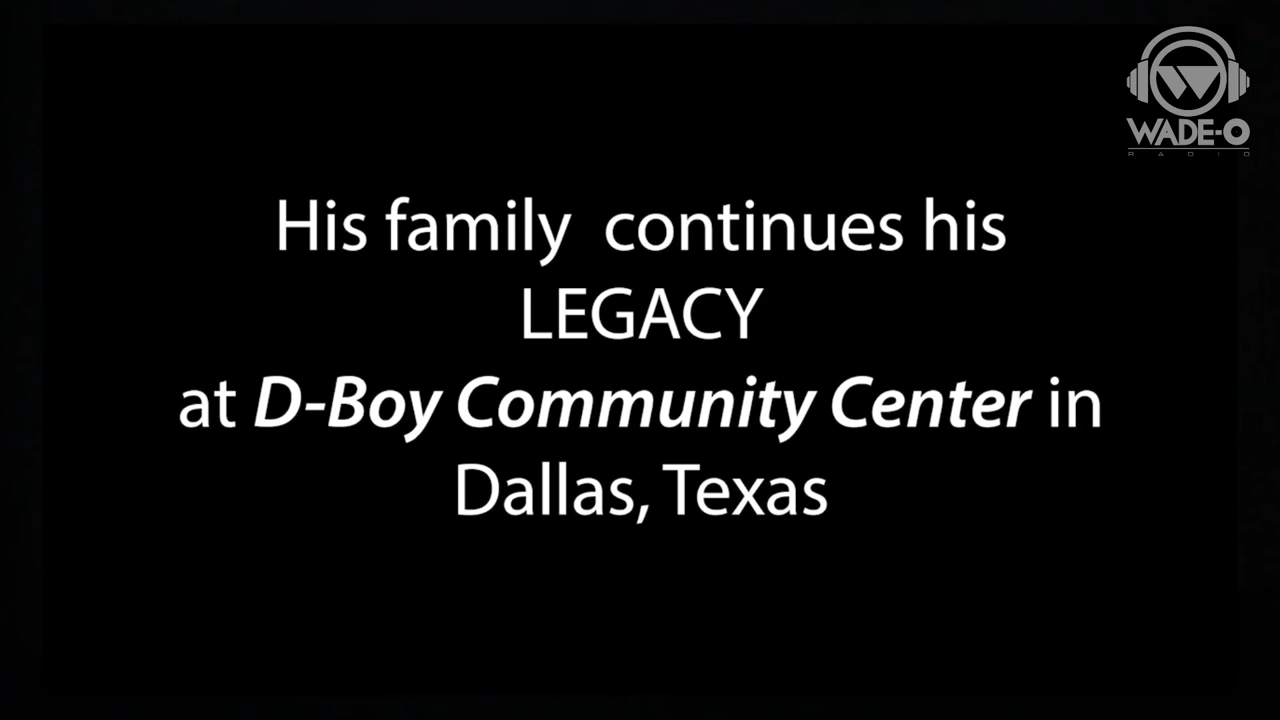 WADE-O
RADIO
His family  continues his
LEGACY
at D-Boy Community Center in
Dallas, Texas